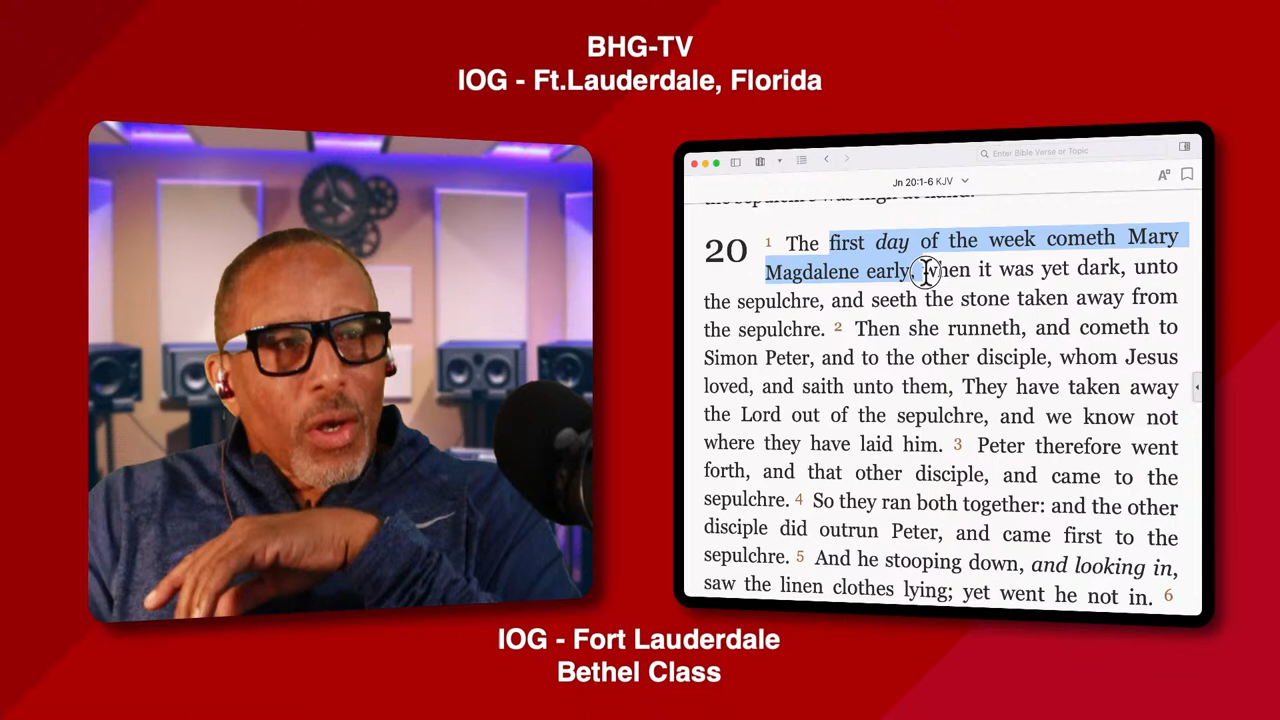 BHG-TV
IOG - Ft.Lauderdale, Florida
Enter Bible Verse or Topic
Jn 20:1-6 KJV
the sepulchre was nigh at hand.
20 1 The first day of the week cometh Mary
Magdalene early, when it was yet dark, unto
the sepulchre, and seeth the stone taken away from
the sepulchre. 2 Then she runneth, and cometh to
Simon Peter, and to the other disciple, whom Jesus
loved, and saith unto them, They have taken away
the Lord out of the sepulchre, and we know not
where they have laid him. 3 Peter therefore went
forth, and that other disciple, and came to the
sepulchre. 4 So they ran both together: and the other
disciple did outrun Peter, and came first to the
sepulchre. 5 And he stooping down, and looking in,
saw the linen clothes lying; yet went he not in. 6
IOG - Fort Lauderdale
Bethel Class